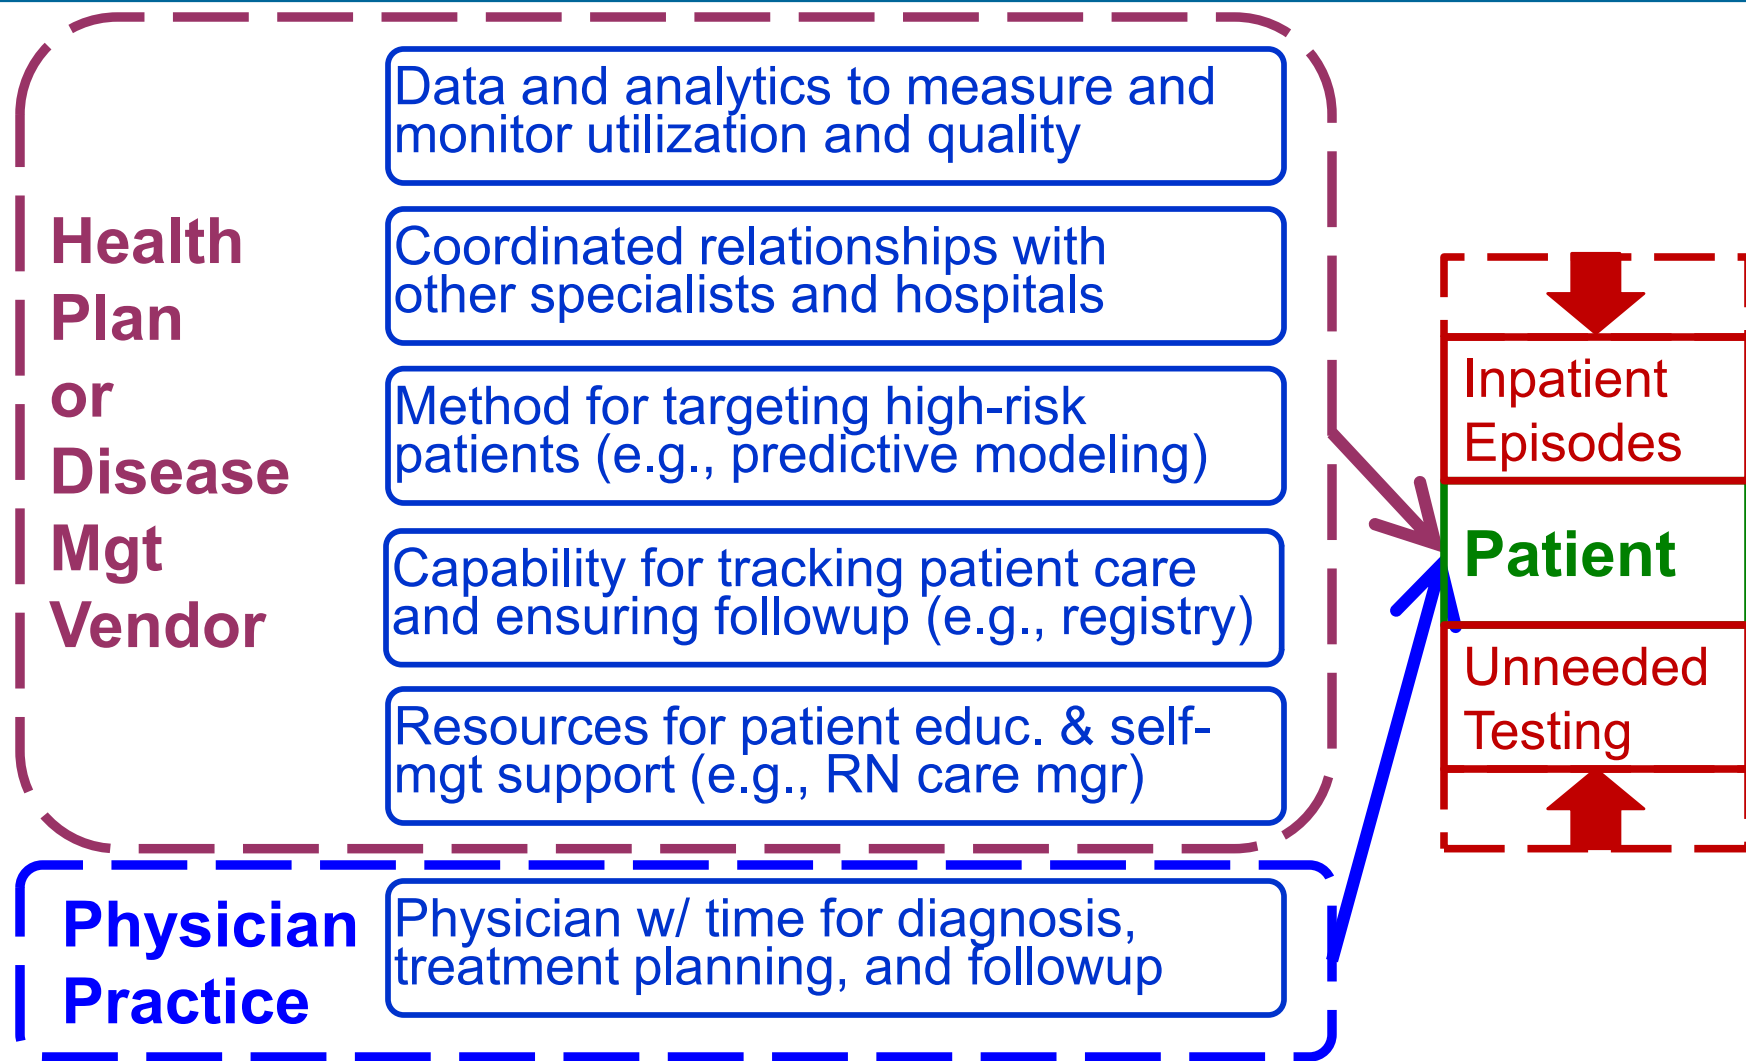 Health
Plan
or
Disease
Mgt
Vendor
Data and analytics to measure and
monitor utilization and quality
Coordinated relationships with
other specialists and hospitals
Method for targeting high-risk
patients (e.g., predictive modeling)
Capability for tracking patient care
and ensuring followup (e.g., registry)
Resources for patient educ. & self-
mgt support (e.g., RN care mgr)
Physician
Practice
Physician w/ time for diagnosis,
treatment planning, and followup
Inpatient
Episodes
Patient
Unneeded
Testing